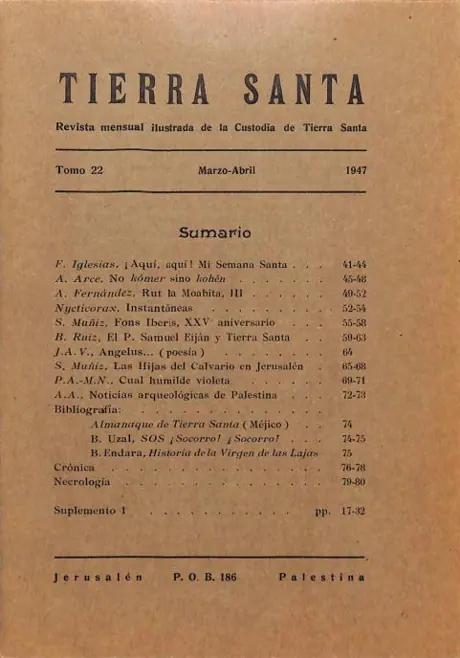 TIERRA SANTA
Revista mensual ilustrada de la Custodia de Tierra Santa
Tomo 22 Marzo-Abril 1947
Sumario
F. Iglesias, ¡Aquí, aquí! Mi Semana Santa . . . 41-44
A. Arce, No kómer sino kohén . . . . . . . 45-48
A. Fernández, Rut la Moabita, III . . . . . . 49-52
Nycticorax, Instantáneas . . . . . . . . . 52-54
S. Muñiz, Fons Iberis, XXV aniversario . . . . 55-58
B. Ruiz, El P. Samuel Eiján y Tierra Santa . . . 59-63
J.A.V., Angelus... (poesía) . . . . . . . . 64
S. Muñiz, Las Hijas del Calvario en Jerusalén . . 65-68
P.A.-M.N., Cual humilde violeta . . . . . . . 69-71
A.A., Noticias arqueológicas de Palestina . . . . 72-73
Bibliografía: . . . . . . . . . . . . .
Almanaque de Tierra Santa (Méjico) . . 74
B. Uzal, SOS ¡Socorro! ¡Socorro! . . . 74-75
B. Endara, Historia de la Virgen de las Lajas 75
Crónica . . . . . . . . . . . . . . . 76-78
Necrología . . . . . . . . . . . . . . 79-80
Suplemento 1 . . . . . . . . . . pp. 17-32
Jerusalén P. O. B. 186 Palestina